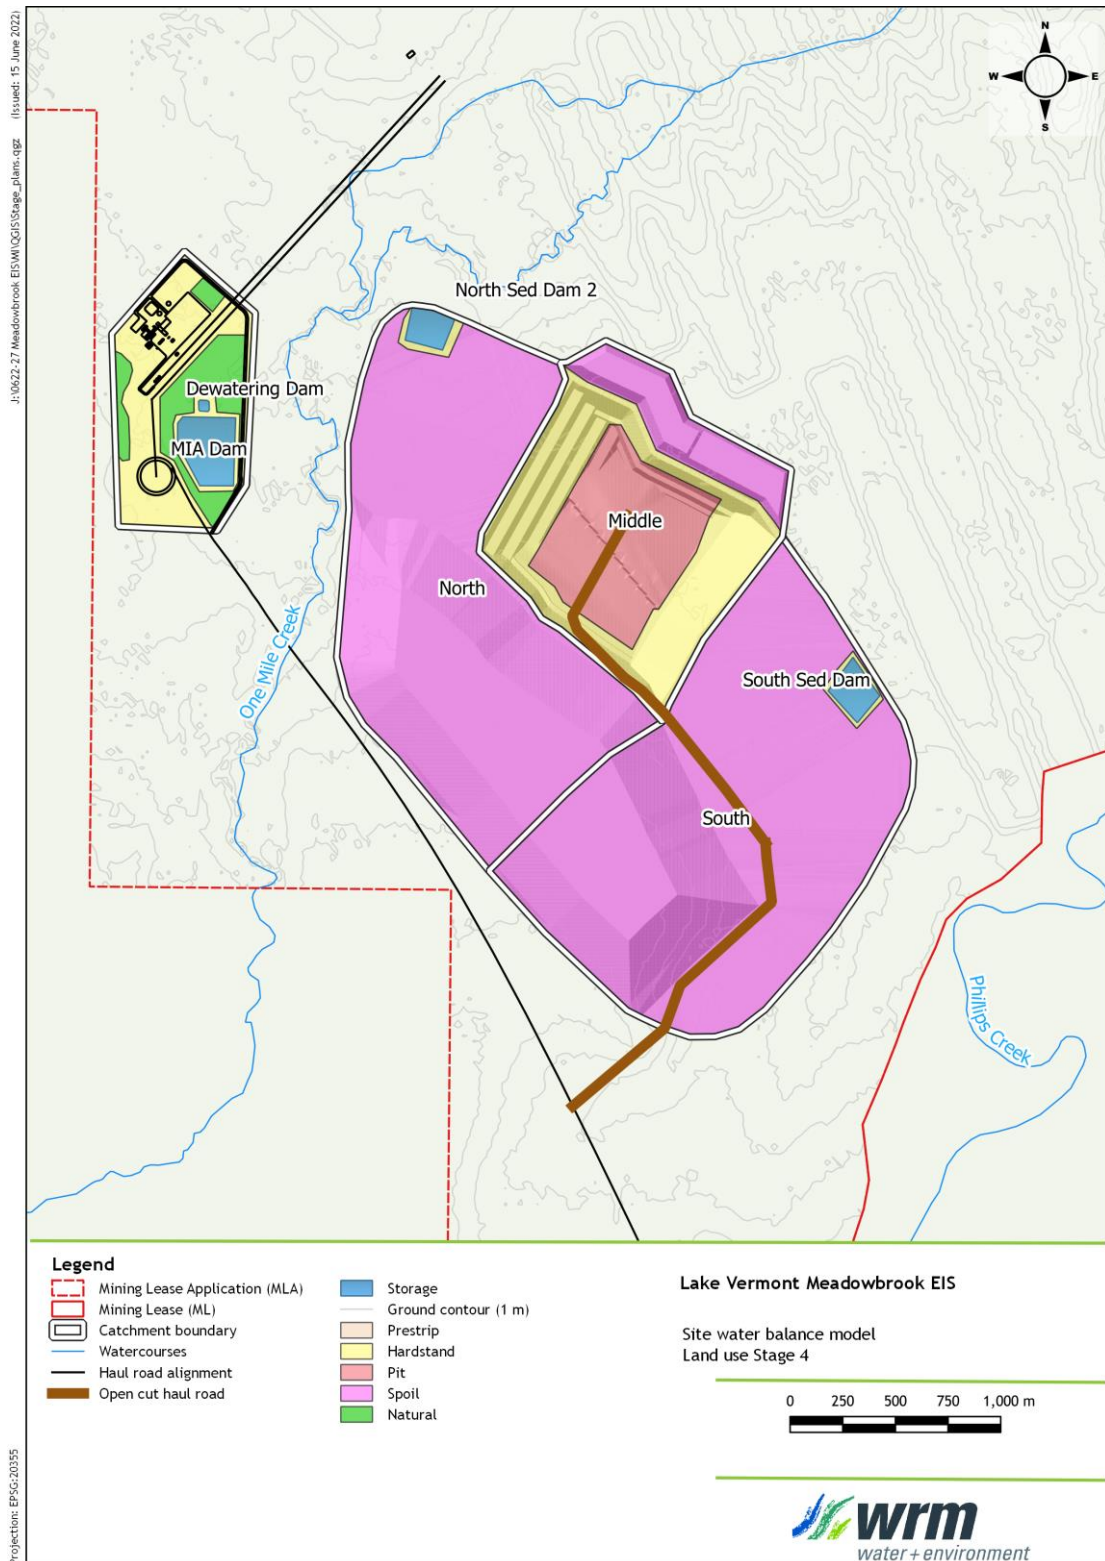 J:\0622-27 Meadowbrook EIS\WI\QGIS\Stage_plans.qgz (Issued: 15 June 2022)
N
W E
S
North Sed Dam 2
Dewatering Dam
MIA Dam
Middle
North
One Mile Creek
South Sed Dam
South
Phillips Creek
Legend
Mining Lease Application (MLA)
Mining Lease (ML)
Catchment boundary
Watercourses
Haul road alignment
Open cut haul road
Storage
Ground contour (1 m)
Prestrip
Hardstand
Pit
Spoil
Natural
Lake Vermont Meadowbrook EIS
Site water balance model
Land use Stage 4
0 250 500 750 1,000 m
Projection: EPSG:20355
wrm
water + environment